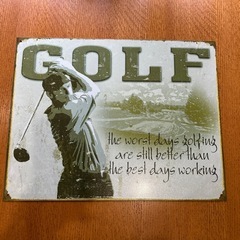 GOLF
the worst days golfing
are still better than
the best days working